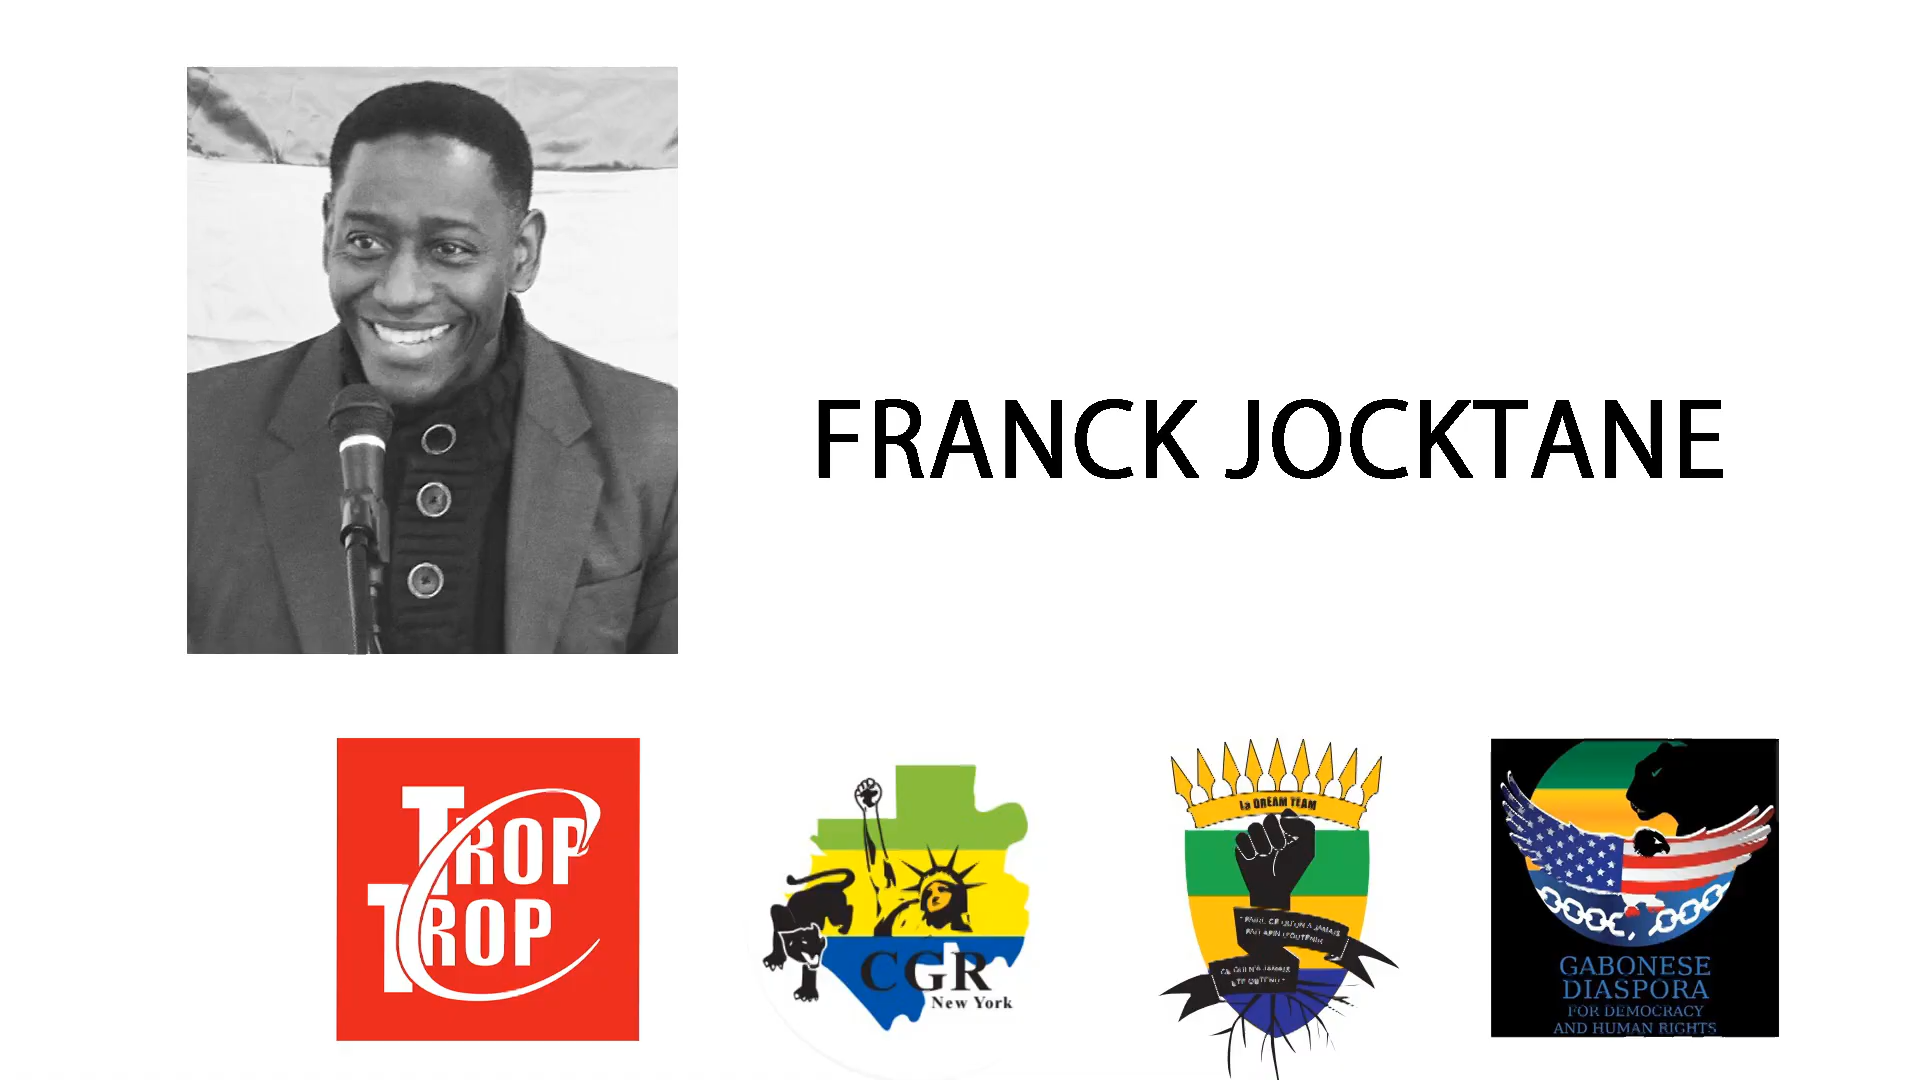 FRANCK JOCKTANE
TROP
TROP
CGR
New York
la DREAM TEAM
GABONESE
DIASPORA
FOR DEMOCRACY
AND HUMAN RIGHTS